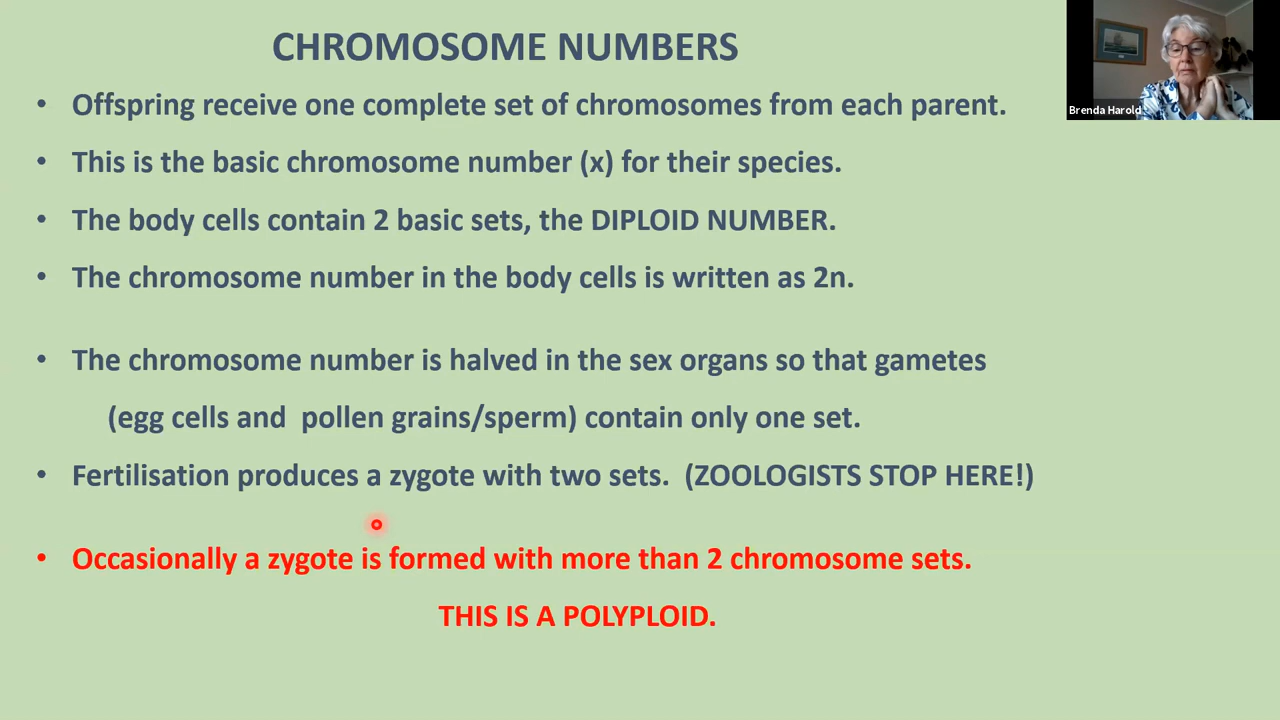 CHROMOSOME NUMBERS
• Offspring receive one complete set of chromosomes from each parent.
• This is the basic chromosome number (x) for their species.
• The body cells contain 2 basic sets, the DIPLOID NUMBER.
• The chromosome number in the body cells is written as 2n.
• The chromosome number is halved in the sex organs so that gametes
(egg cells and pollen grains/sperm) contain only one set.
• Fertilisation produces a zygote with two sets. (ZOOLOGISTS STOP HERE!)
• Occasionally a zygote is formed with more than 2 chromosome sets.
THIS IS A POLYPLOID.
Brenda Harold